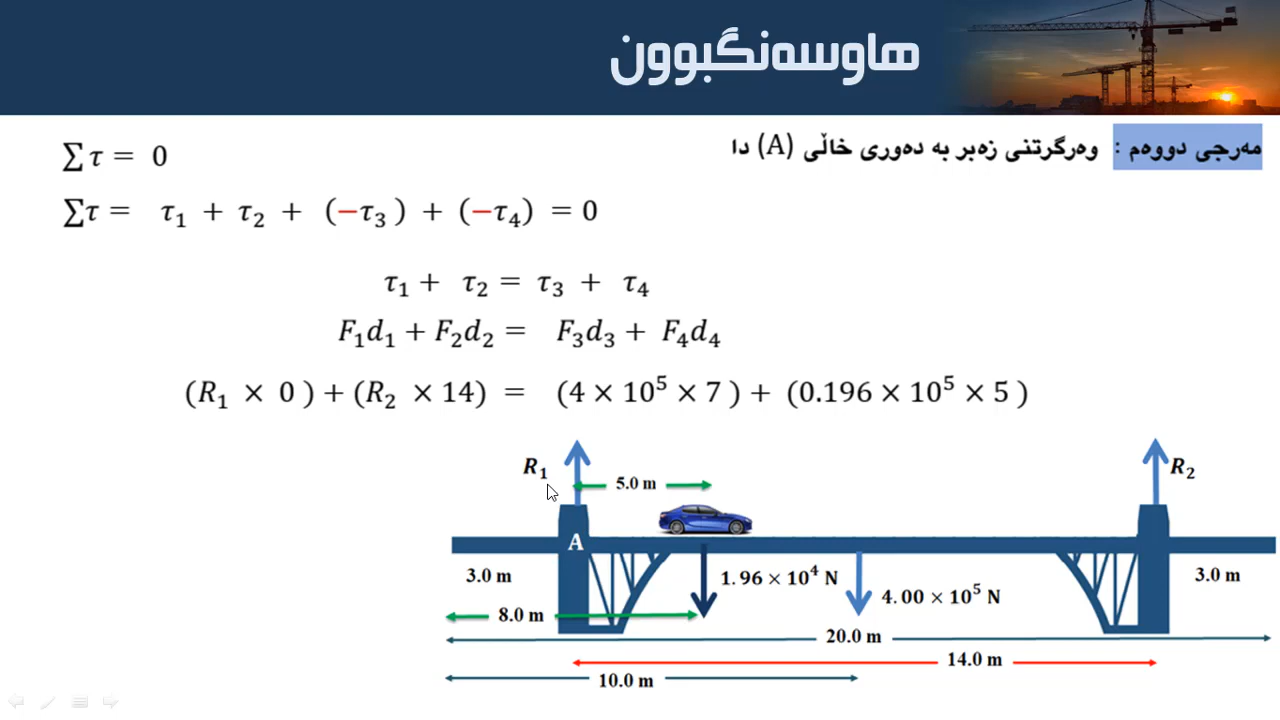 هاوسەنگبوون
مەرجی دووەم : وەرگرتنی زەبر بە دەوری خاڵی (A) دا
∑ τ = 0
∑τ = τ₁ + τ₂ + (−τ₃ ) + (−τ₄) = 0
τ₁ + τ₂ = τ₃ + τ₄
F₁d₁ + F₂d₂ = F₃d₃ + F₄d₄
(R₁ × 0 ) + (R₂ × 14) = (4 × 10⁵ × 7 ) + (0.196 × 10⁵ × 5 )
R₁
R₂
5.0 m
A
3.0 m
1.96 × 10⁴ N
4.00 × 10⁵ N
3.0 m
8.0 m
20.0 m
14.0 m
10.0 m